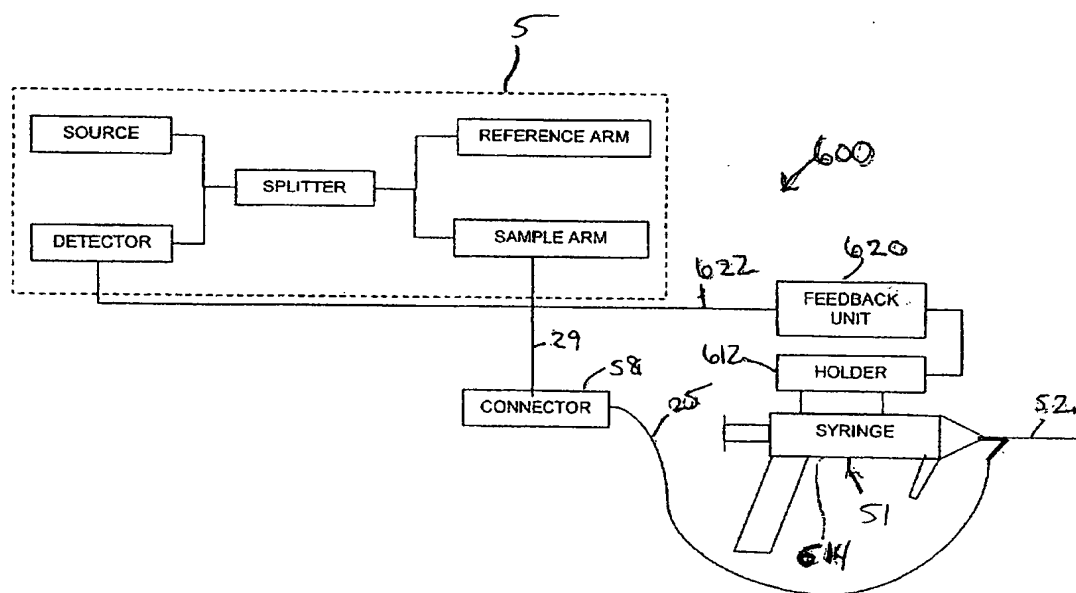 5
SOURCE
REFERENCE ARM
600
SPLITTER
DETECTOR
SAMPLE ARM
620
622
FEEDBACK
UNIT
29
612
HOLDER
58
CONNECTOR
25
SYRINGE
52
51
614